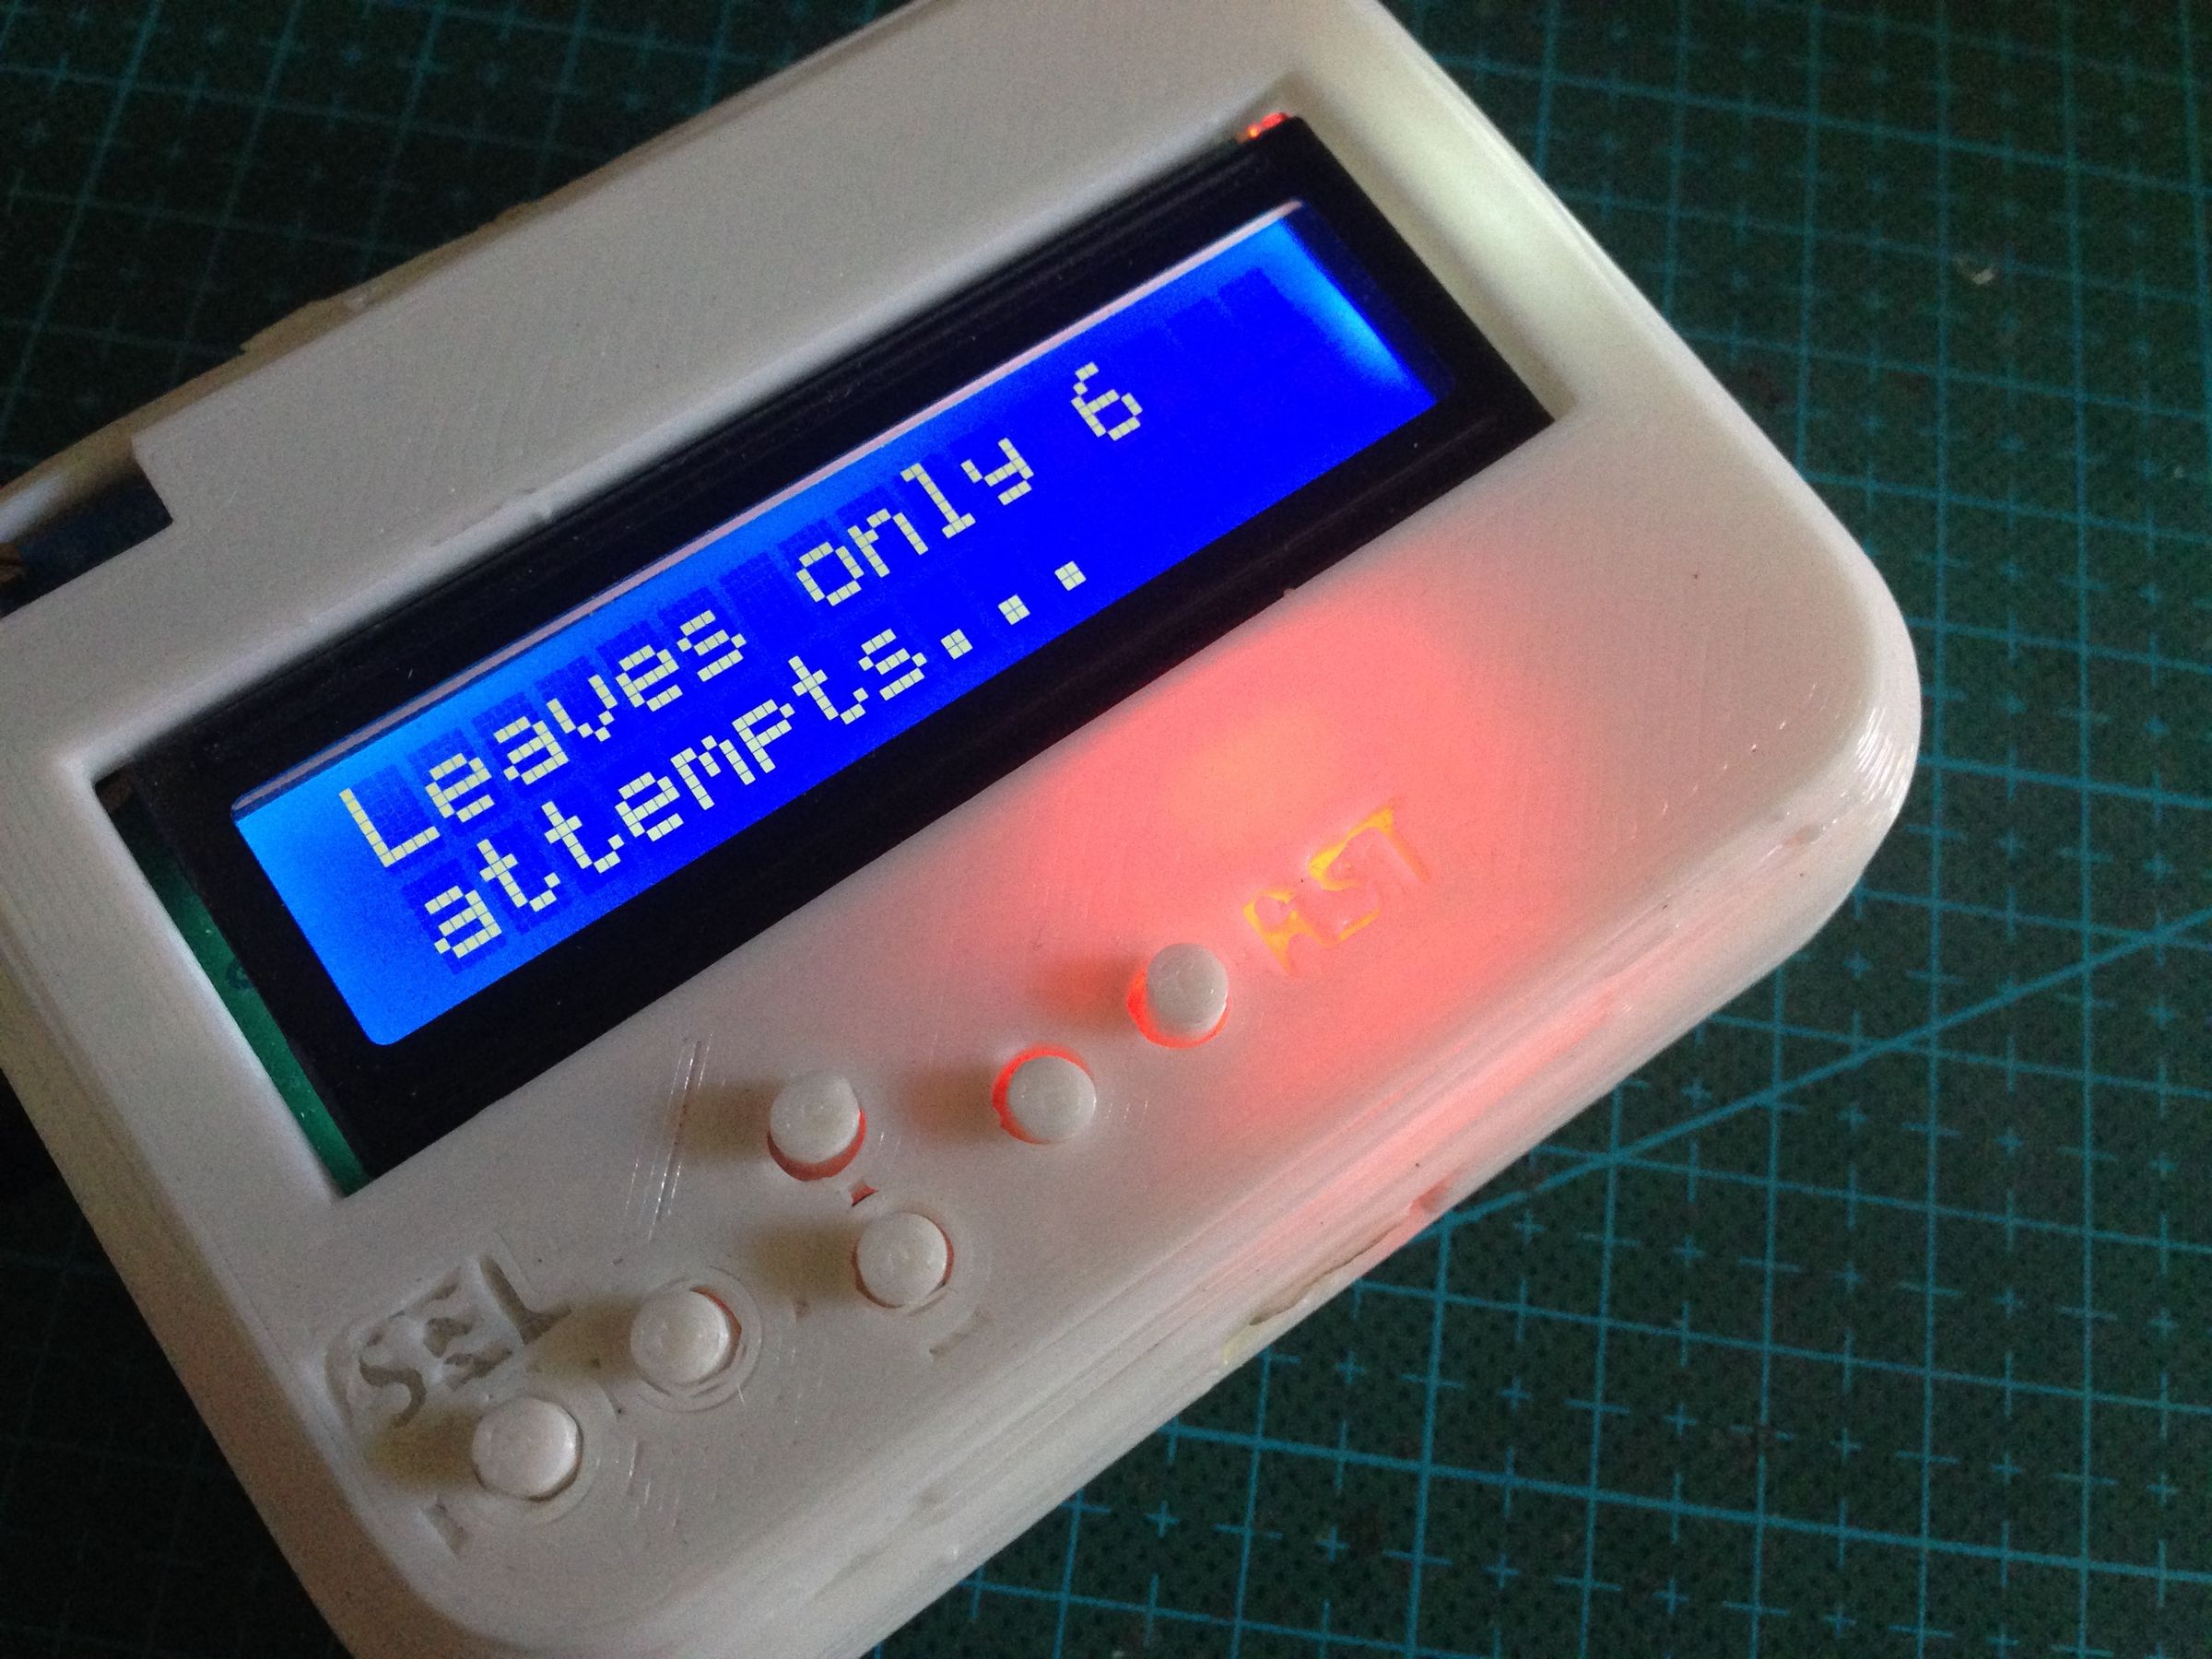 Leaves only 6
attempts...
RST
SEL